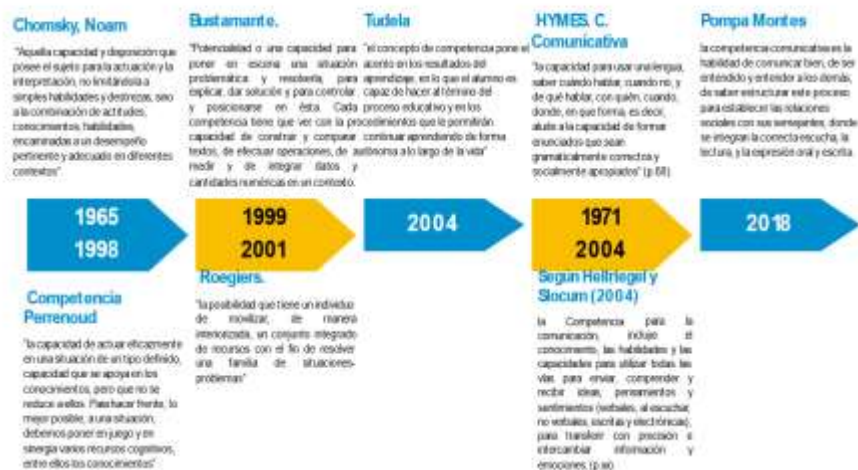 Chomsky, Noam
"Aquella capacidad y disposición que
posee el sujeto para la actuación y la
interpretación, no limitándola a
simples habilidades y destrezas, sino
a la combinación de actitudes,
conocimientos, habilidades,
encaminadas a un desempeño
pertinente y adecuado en diferentes
contextos"
Bustamante.
"Potencialidad o una capacidad para
poner en escena una situación
problemática y resolverla, para
explicar, dar solución y para controlar
y posicionarse en ésta. Cada
competencia tiene que ver con la
capacidad de construir y comparar
textos, de efectuar operaciones, de
medir y de integrar datos y
cantidades numéricas en un contexto.
Tudela
"el concepto de competencia pone el
acento en los resultados del
aprendizaje, en lo que el alumno es
capaz de hacer al término del
proceso educativo y en los
procedimientos que le permitirán
continuar aprendiendo de forma
autónoma a lo largo de la vida"
HYMES, C.
Comunicativa
"la capacidad para usar una lengua,
saber cuándo hablar, cuando no, y
de qué hablar, con quién, cuando,
donde, en que forma, es decir,
alude a la capacidad de formar
enunciados que sean
gramaticalmente correctos y
socialmente apropiados" (p.68)
Pompa Montes
la competencia comunicativa es la
habilidad de comunicar bien, de ser
entendido y entender a los demás,
de saber estructurar este proceso
para establecer las relaciones
sociales con sus semejantes, donde
se integran la correcta escucha, la
lectura, y la expresión oral y escrita.
1965
1998
1999
2001
2004
1971
2004
2018
Competencia
Perrenoud
"la capacidad de actuar eficazmente
en una situación de un tipo definido,
capacidad que se apoya en los
conocimientos, pero que no se
reduce a ellos. Para hacer frente, lo
mejor posible, a una situación,
debemos poner en juego y en
sinergia varios recursos cognitivos,
entre ellos los conocimientos"
Roegiers.
"la posibilidad que tiene un individuo
de movilizar, de manera
interiorizada, un conjunto integrado
de recursos con el fin de resolver
una familia de situaciones-
problemas"
Según Hellriegel y
Slocum (2004)
la Competencia para la
comunicación, incluye el
conocimiento, las habilidades y las
capacidades para utilizar todas las
vías para enviar, comprender y
recibir ideas, pensamientos y
sentimientos (verbales, al escuchar,
no verbales, escritas y electrónicas),
para transferir con precisión e
intercambiar información y
emociones.